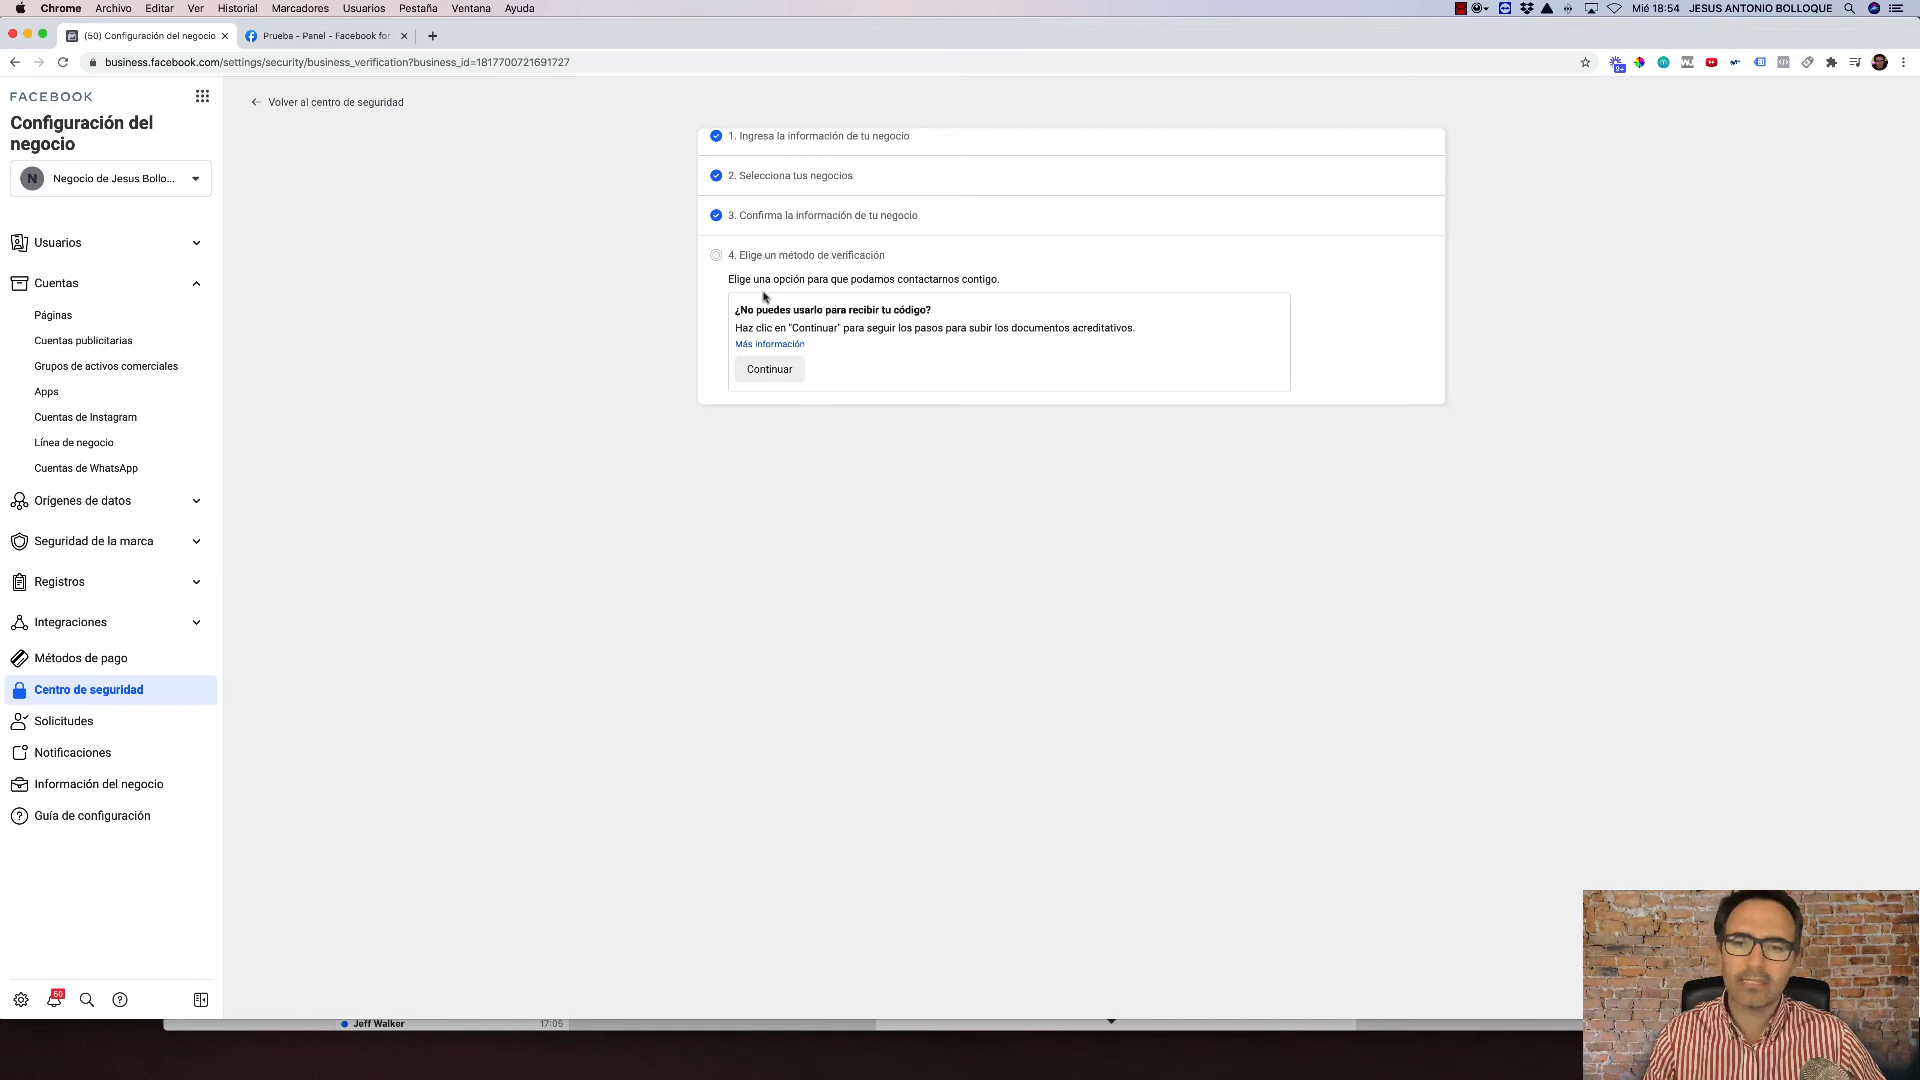 Chrome Archivo Editar Ver Historial Marcadores Usuarios Pestaña Ventana Ayuda
Mié 18:54 JESUS ANTONIO BOLLOQUE
(50) Configuración del negocio
Prueba - Panel - Facebook for
business.facebook.com/settings/security/business_verification?business_id=1817700721691727
FACEBOOK
Configuración del
negocio
N Negocio de Jesus Bollo...
Usuarios
Cuentas
Páginas
Cuentas publicitarias
Grupos de activos comerciales
Apps
Cuentas de Instagram
Línea de negocio
Cuentas de WhatsApp
Orígenes de datos
Seguridad de la marca
Registros
Integraciones
Métodos de pago
Centro de seguridad
Solicitudes
Notificaciones
Información del negocio
Guía de configuración
50
Volver al centro de seguridad
1. Ingresa la información de tu negocio
2. Selecciona tus negocios
3. Confirma la información de tu negocio
4. Elige un método de verificación
Elige una opción para que podamos contactarnos contigo.
¿No puedes usarlo para recibir tu código?
Haz clic en "Continuar" para seguir los pasos para subir los documentos acreditativos.
Más información
Continuar
Jeff Walker 17:05